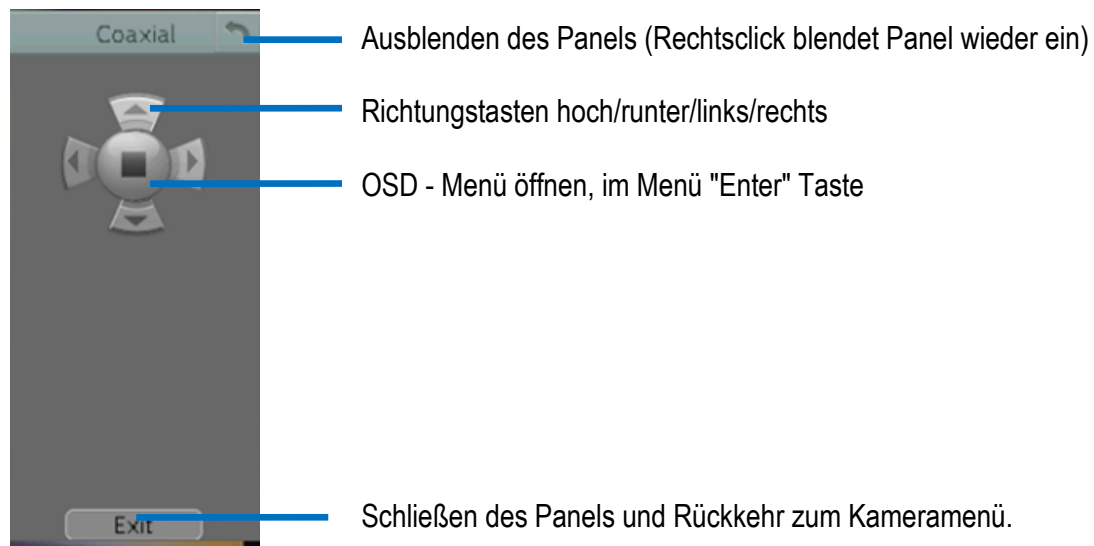 Coaxial
Ausblenden des Panels (Rechtsclick blendet Panel wieder ein)
Richtungstasten hoch/runter/links/rechts
OSD - Menü öffnen, im Menü "Enter" Taste
Exit
Schließen des Panels und Rückkehr zum Kameramenü.